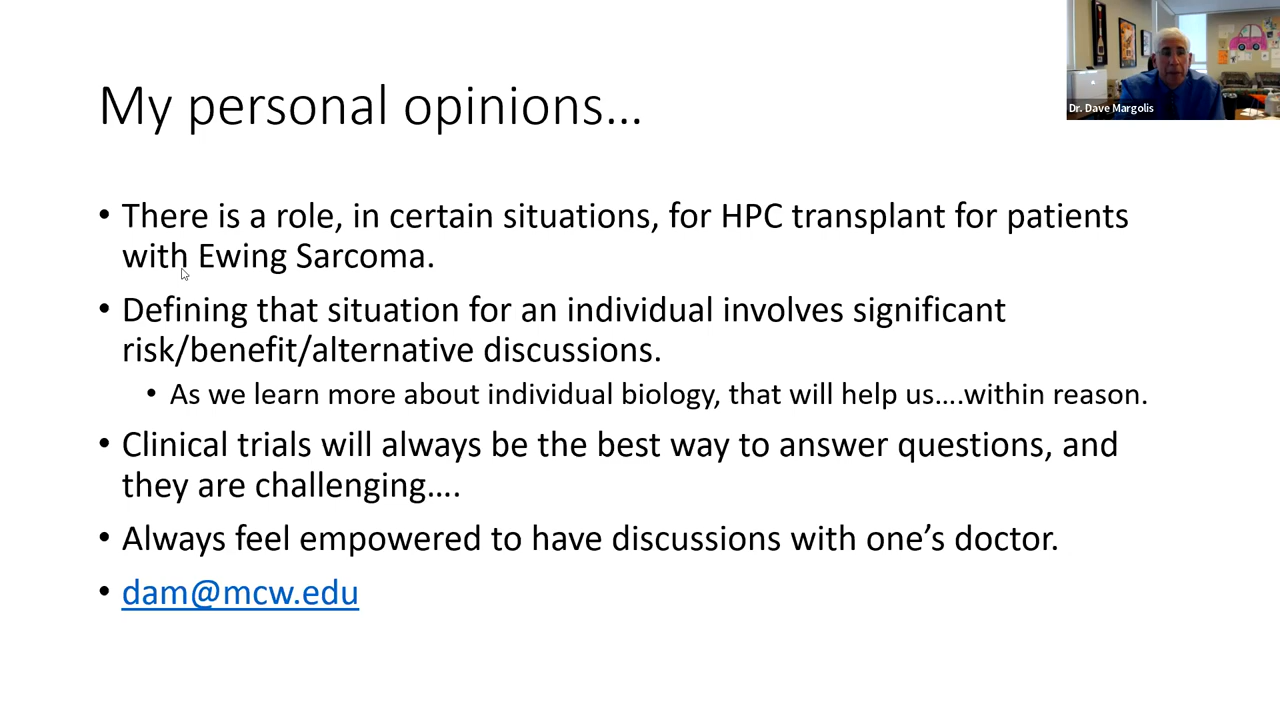 Dr. Dave Margolis
My personal opinions...
• There is a role, in certain situations, for HPC transplant for patients
with Ewing Sarcoma.
• Defining that situation for an individual involves significant
risk/benefit/alternative discussions.
• As we learn more about individual biology, that will help us....within reason.
• Clinical trials will always be the best way to answer questions, and
they are challenging....
• Always feel empowered to have discussions with one’s doctor.
• dam@mcw.edu